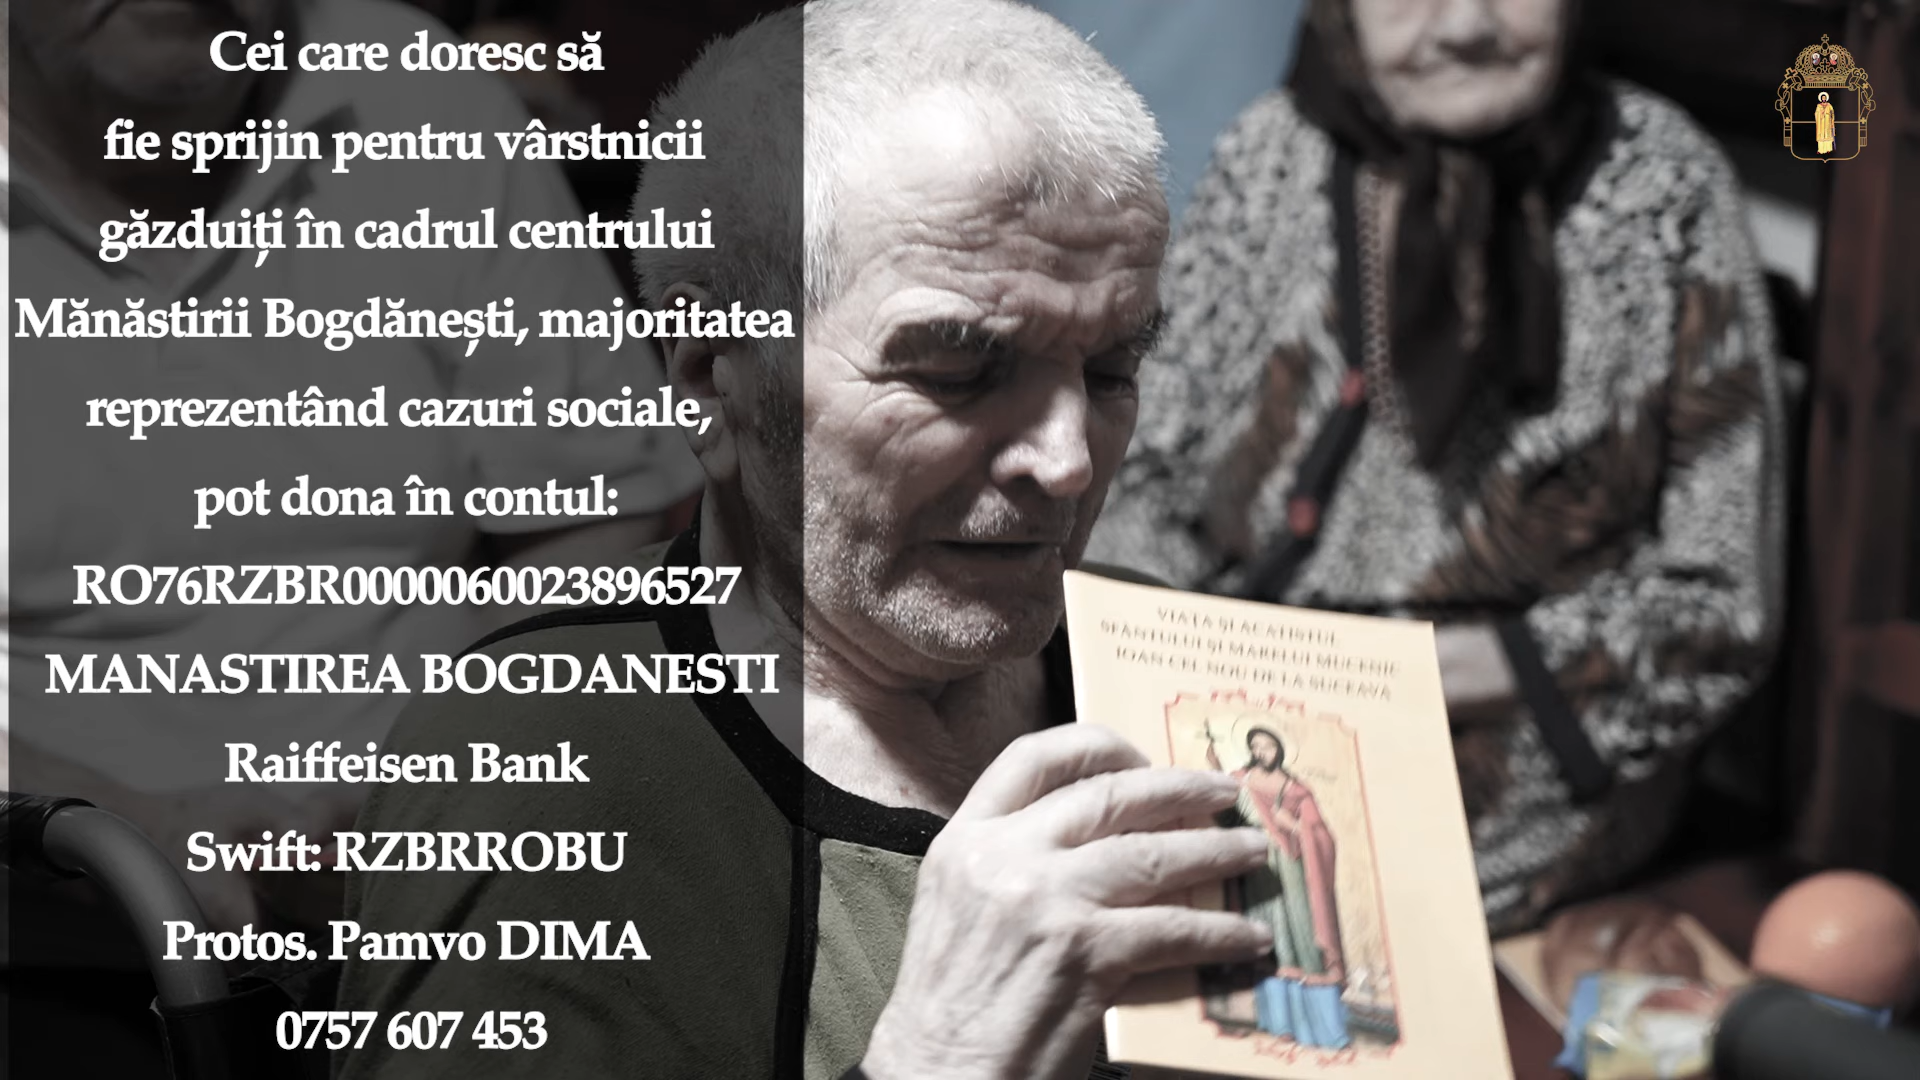 Cei care doresc să
fie sprijin pentru vârstnicii
găzduiți în cadrul centrului
Mănăstirii Bogdănești, majoritatea
reprezentând cazuri sociale,
pot dona în contul:
RO76RZBR0000060023896527
MANASTIREA BOGDANESTI
Raiffeisen Bank
Swift: RZBRROBU
Protos. Pamvo DIMA
0757 607 453
VIAȚA ȘI ACATISTUL
SFÂNTULUI ȘI MARELUI MUCENIC
IOAN CEL NOU DE LA SUCEAVA